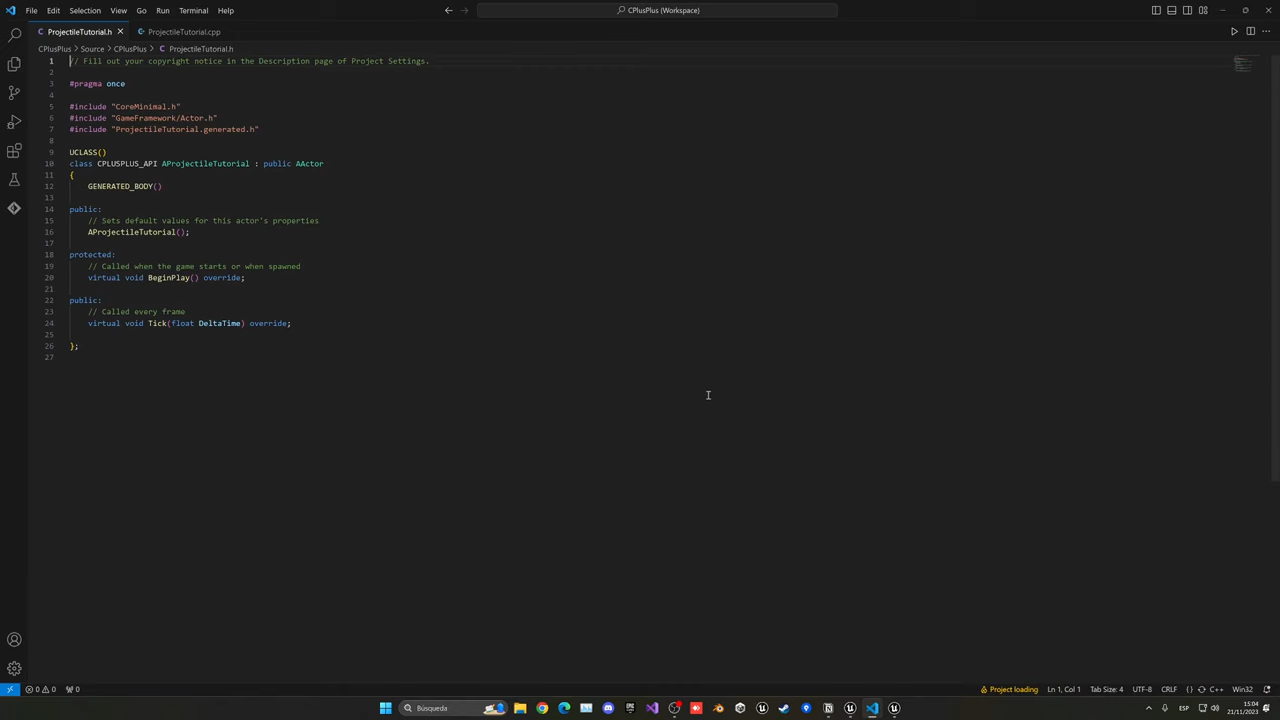 File Edit Selection View Go Run Terminal Help
CPlusPlus (Workspace)
ProjectileTutorial.h
ProjectileTutorial.cpp
CPlusPlus > Source > CPlusPlus > C ProjectileTutorial.h
1 // Fill out your copyright notice in the Description page of Project Settings.
2
3 #pragma once
4
5 #include "CoreMinimal.h"
6 #include "GameFramework/Actor.h"
7 #include "ProjectileTutorial.generated.h"
8
9 UCLASS()
10 class CPLUSPLUS_API AProjectileTutorial : public AActor
11 {
12 GENERATED_BODY()
13
14 public:
15 // Sets default values for this actor's properties
16 AProjectileTutorial();
17
18 protected:
19 // Called when the game starts or when spawned
20 virtual void BeginPlay() override;
21
22 public:
23 // Called every frame
24 virtual void Tick(float DeltaTime) override;
25
26 };
27
0 0 0 Project loading Ln 1, Col 1 Tab Size: 4 UTF-8 CRLF {} C++ Win32
Búsqueda
ESP
15:04
21/11/2023